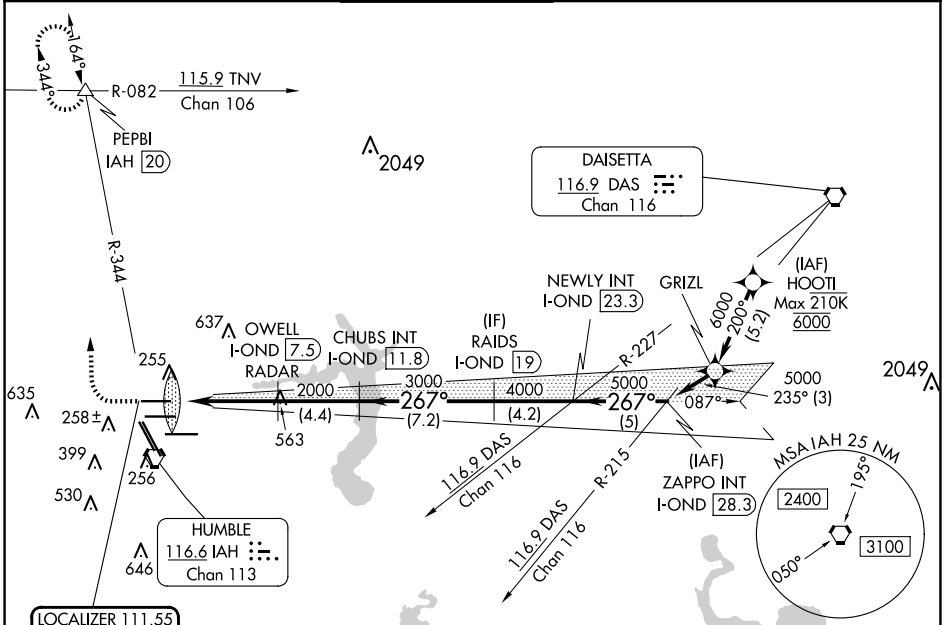 164°
344°
R-082
115.9 TNV
Chan 106
PEPBI
IAH 20
2049
DAISETTA
116.9 DAS
Chan 116
R-344
(IAF)
HOOTI
Max 210K
6000
NEWLY INT
I-OND 23.3
GRIZL
6000
200°
(5.2)
637
OWELL
I-OND 7.5
RADAR
CHUBS INT
I-OND 11.8
(IF)
RAIDS
I-OND 19
R-227
255
2000
3000
4000
5000
5000
2049
635
258±
267°
267°
087°
235° (3)
(4.4)
(7.2)
(4.2)
(5)
563
399
256
530
116.9 DAS
Chan 116
R-215
(IAF)
ZAPPO INT
I-OND 28.3
MSA IAH 25 NM
195°
2400
050°
3100
116.9 DAS
Chan 116
HUMBLE
116.6 IAH
Chan 113
646
LOCALIZER 111.55